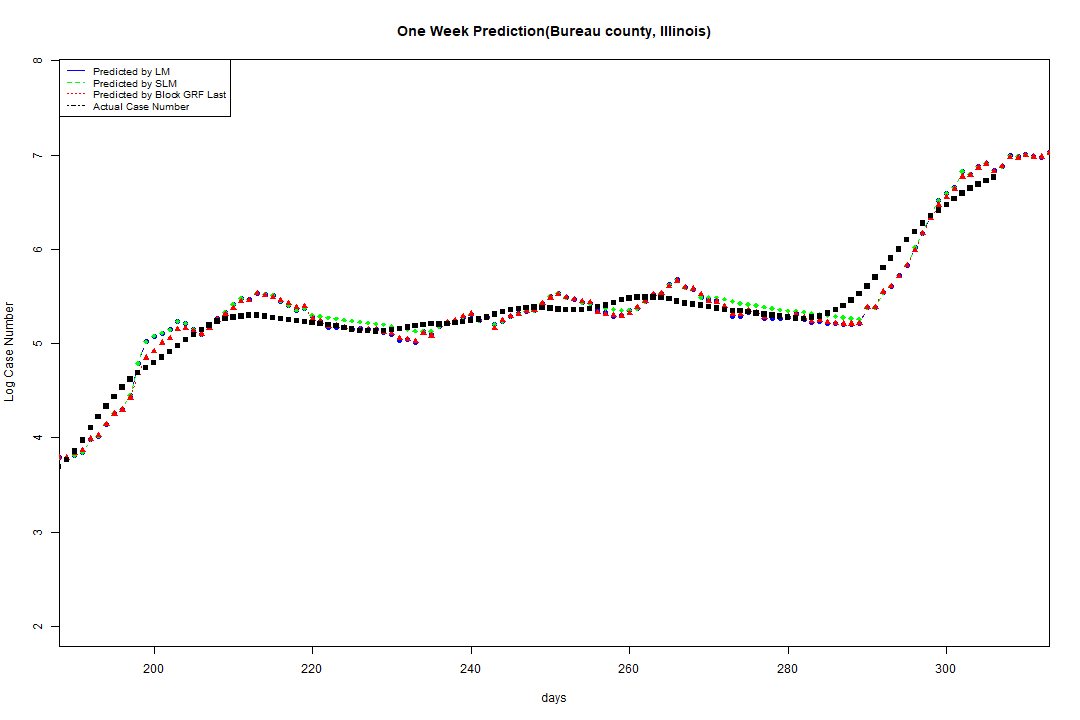 One Week Prediction(Bureau county, Illinois)
Predicted by LM
Predicted by SLM
Predicted by Block GRF Last
Actual Case Number
8
7
6
5
4
3
2
Log Case Number
200 220 240 260 280 300
days